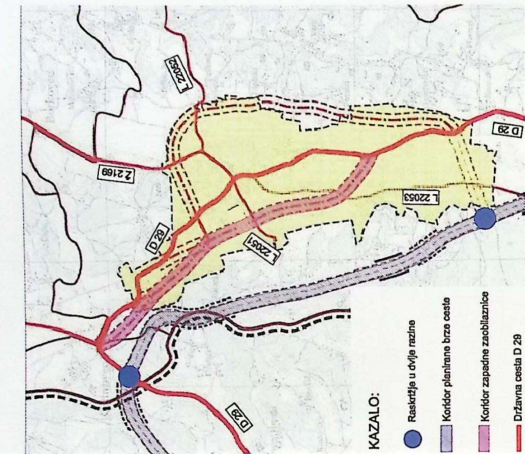 L 22052
Ž 2169
D 29
L 22051
L 22053
D 29
D 29
KAZALO:
Raskrižje u dvije razine
Koridor planirane brze ceste
Koridor zapadne zaobilaznice
Državna cesta D 29